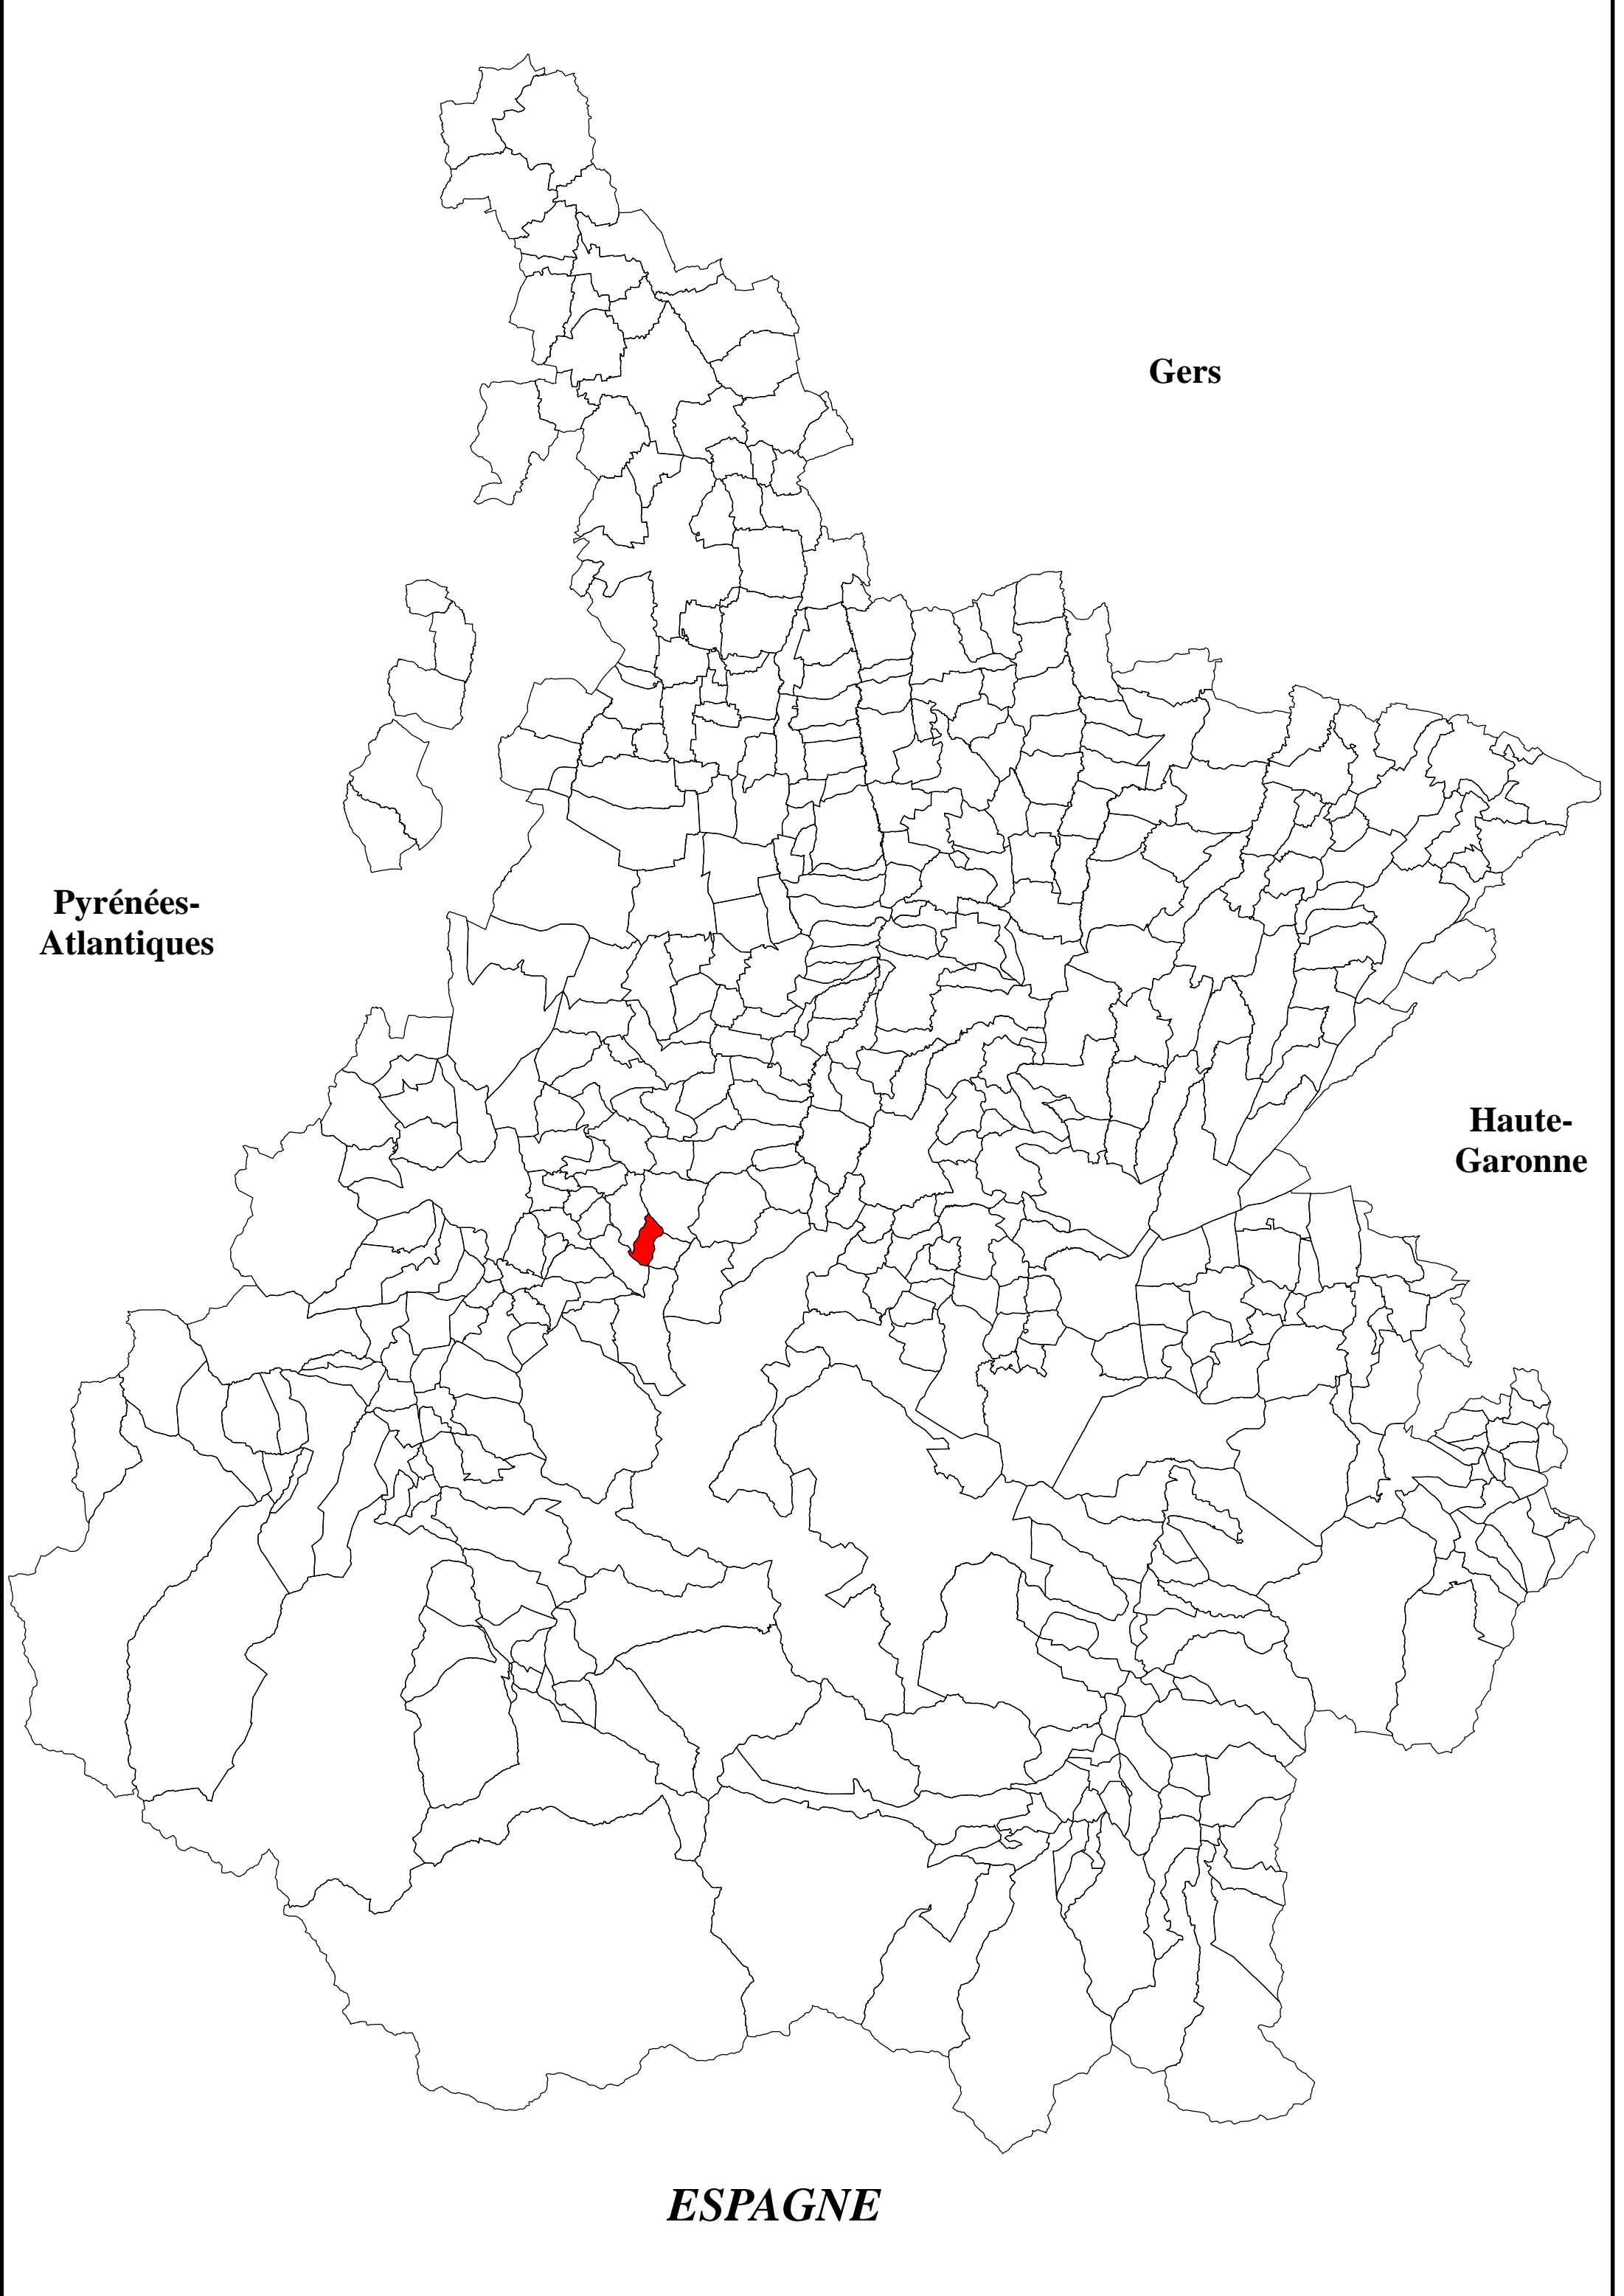 Gers
Pyrénées-
Atlantiques
Haute-
Garonne
ESPAGNE